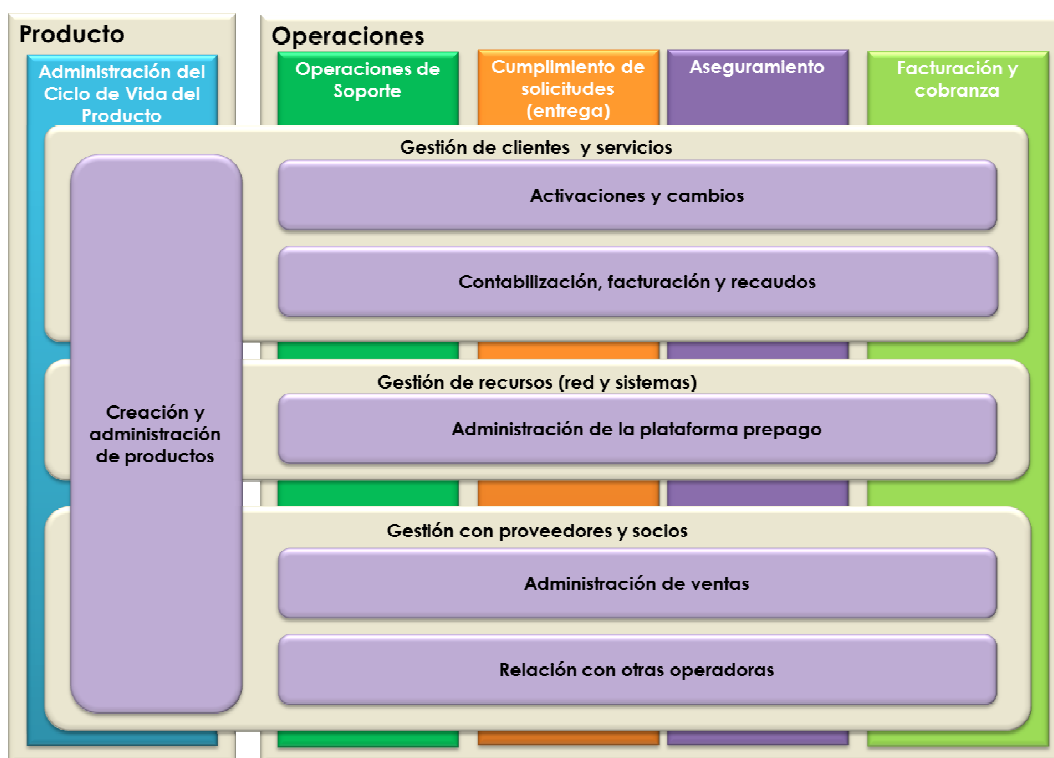 Producto
Operaciones
Administración del
Ciclo de Vida del
Producto
Operaciones de
Soporte
Cumplimiento de
solicitudes
(entrega)
Aseguramiento
Facturación y
cobranza
Gestión de clientes y servicios
Activaciones y cambios
Contabilización, facturación y recaudos
Gestión de recursos (red y sistemas)
Creación y
administración
de productos
Administración de la plataforma prepago
Gestión con proveedores y socios
Administración de ventas
Relación con otras operadoras